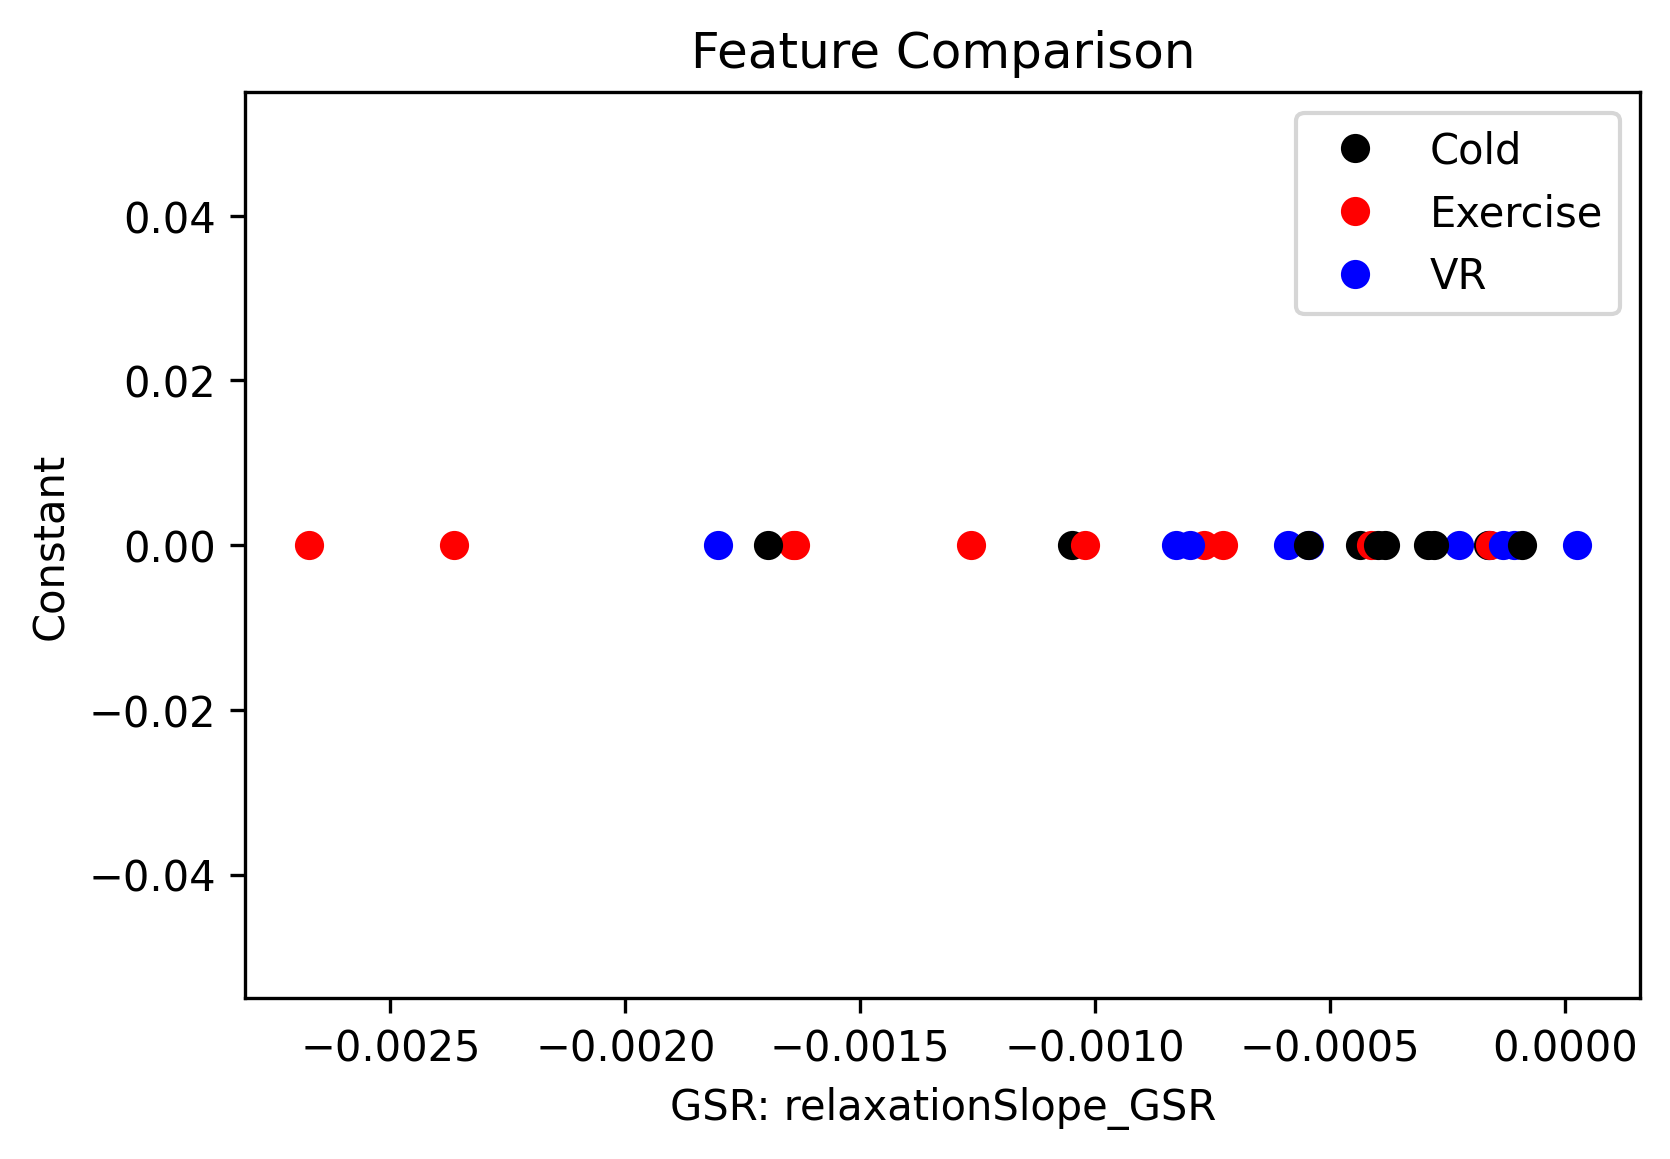 Feature Comparison
Cold
Exercise
VR
0.04
0.02
0.00
−0.02
−0.04
Constant
−0.0025
−0.0020
−0.0015
−0.0010
−0.0005
0.0000
GSR: relaxationSlope_GSR